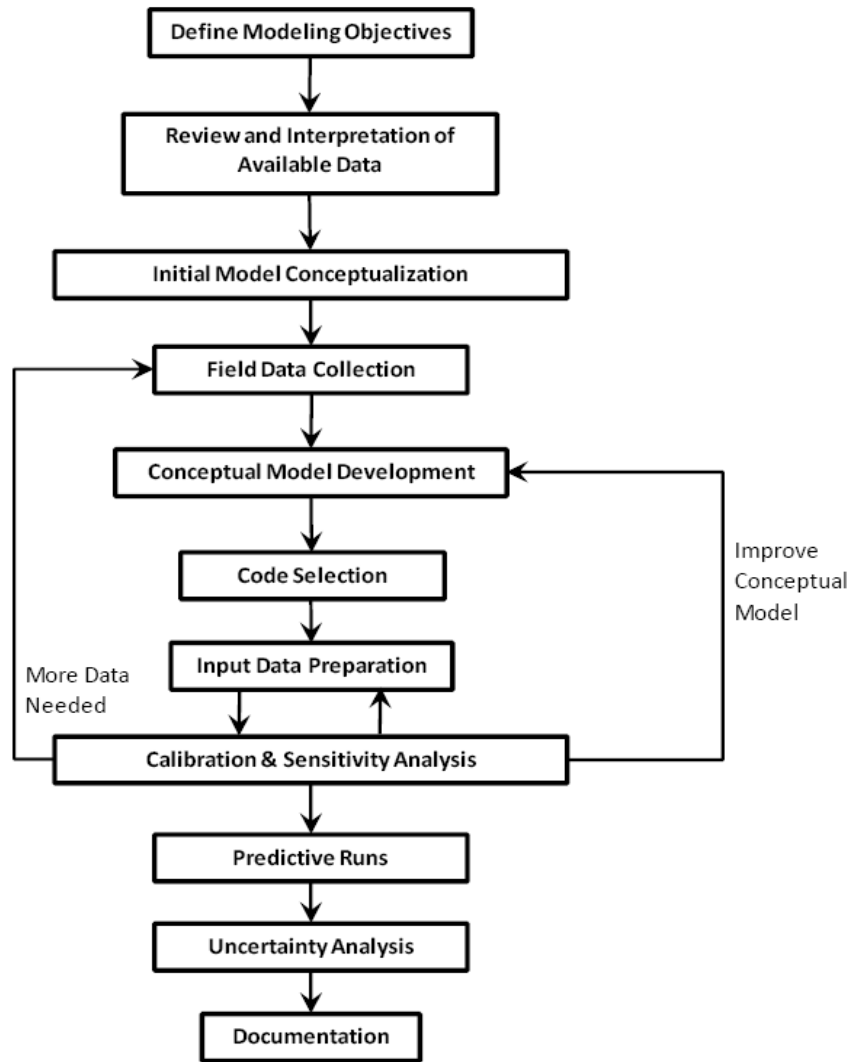 Define Modeling Objectives
Review and Interpretation of
Available Data
Initial Model Conceptualization
Field Data Collection
Conceptual Model Development
Code Selection
Improve
Conceptual
Model
Input Data Preparation
More Data
Needed
Calibration & Sensitivity Analysis
Predictive Runs
Uncertainty Analysis
Documentation